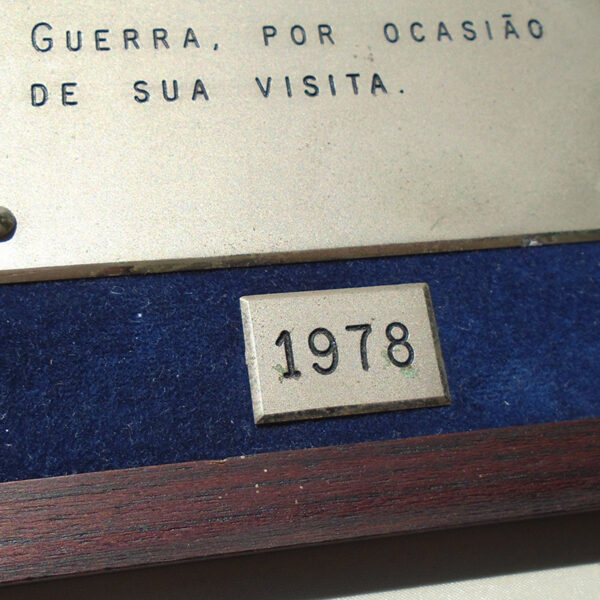 GUERRA, POR OCASIÃO
DE SUA VISITA.
1978